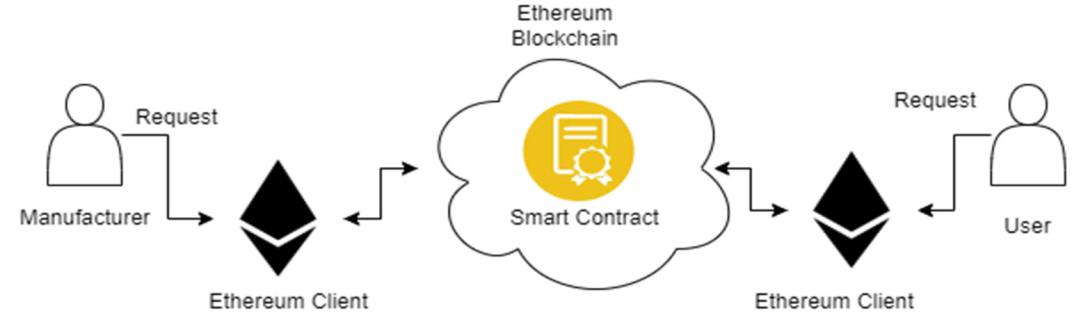 Ethereum
Blockchain
Request
Request
Smart Contract
Manufacturer
User
Ethereum Client
Ethereum Client